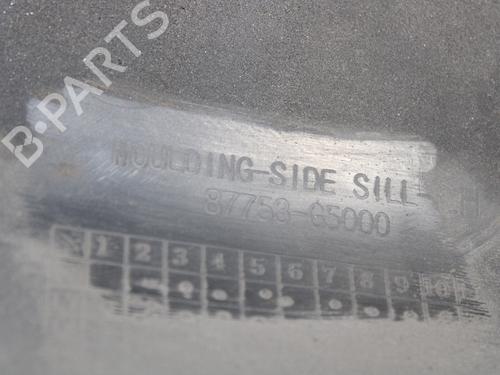 B-PARTS
MOULDING-SIDE SILL-
87753-G5000
1 2 3 4 5 6 7 8 9 10